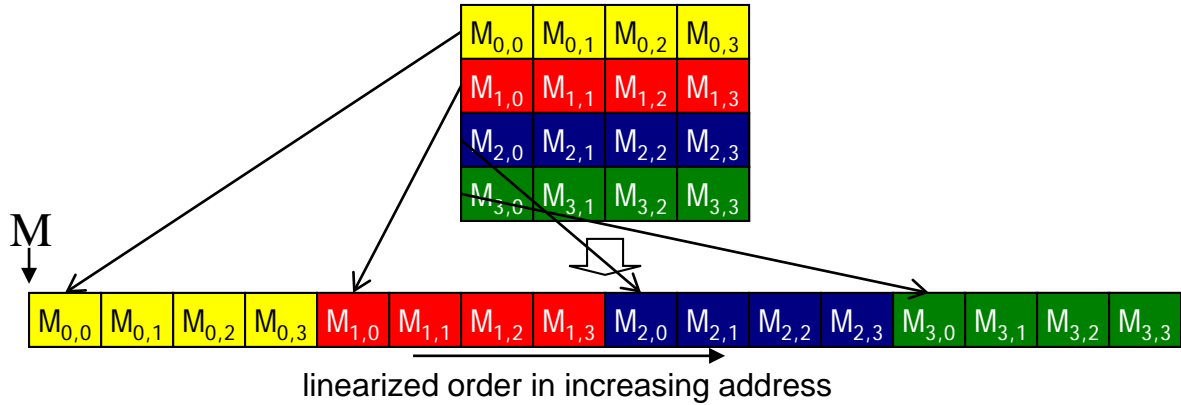 M0,0 M0,1 M0,2 M0,3
M1,0 M1,1 M1,2 M1,3
M2,0 M2,1 M2,2 M2,3
M3,0 M3,1 M3,2 M3,3
M
M0,0 M0,1 M0,2 M0,3 M1,0 M1,1 M1,2 M1,3 M2,0 M2,1 M2,2 M2,3 M3,0 M3,1 M3,2 M3,3
linearized order in increasing address